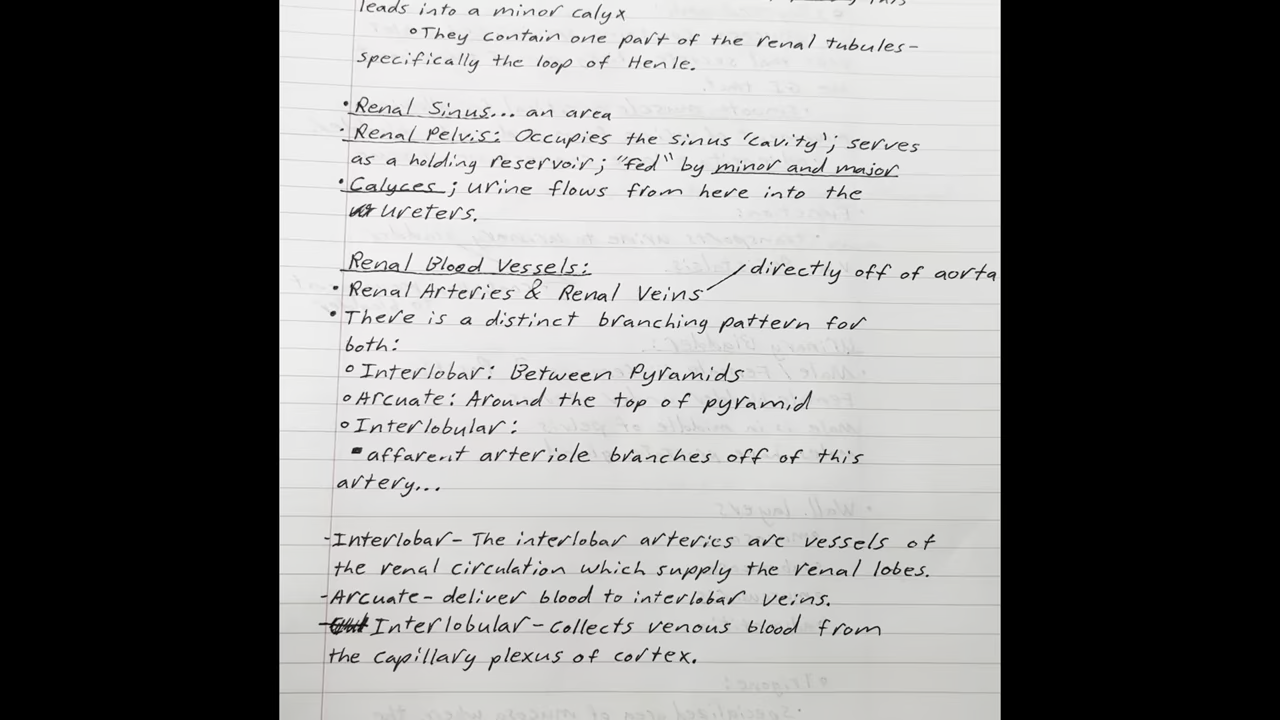 leads into a minor calyx
°They contain one part of the renal tubules-
specifically the loop of Henle.
•Renal Sinus... an area
•Renal Pelvis: Occupies the sinus 'cavity'; serves
as a holding reservoir; "fed" by minor and major
•Calyces; urine flows from here into the
ureters.
Renal Blood Vessels:
directly off of aorta
•Renal Arteries & Renal Veins
•There is a distinct branching pattern for
both:
°Interlobar: Between Pyramids
°Arcuate: Around the top of pyramid
°Interlobular:
▪affarent arteriole branches off of this
artery...
-Interlobar- The interlobar arteries are vessels of
the renal circulation which supply the renal lobes.
-Arcuate- deliver blood to interlobar veins.
-Interlobular- collects venous blood from
the capillary plexus of cortex.